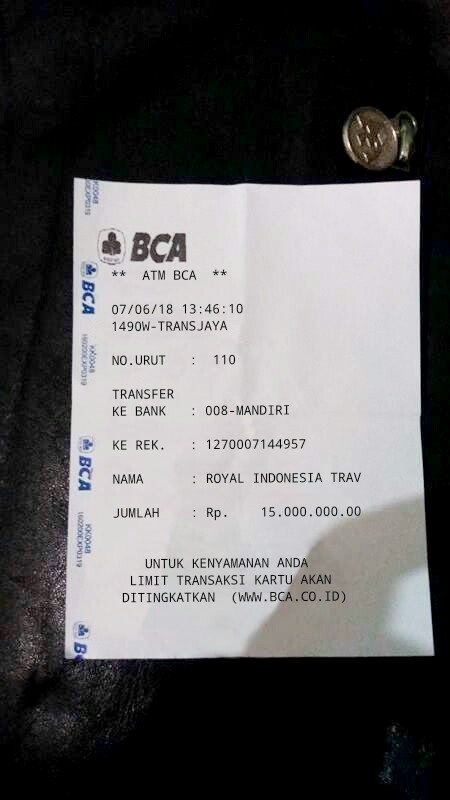 BCA
** ATM BCA **
07/06/18 13:46:10
1490W-TRANSJAYA
NO.URUT : 110
TRANSFER
KE BANK : 008-MANDIRI
KE REK. : 1270007144957
NAMA : ROYAL INDONESIA TRAV
JUMLAH : Rp. 15.000.000.00
UNTUK KENYAMANAN ANDA
LIMIT TRANSAKSI KARTU AKAN
DITINGKATKAN (WWW.BCA.CO.ID)
BCA
KK0048
BCA
KK0048
BCA